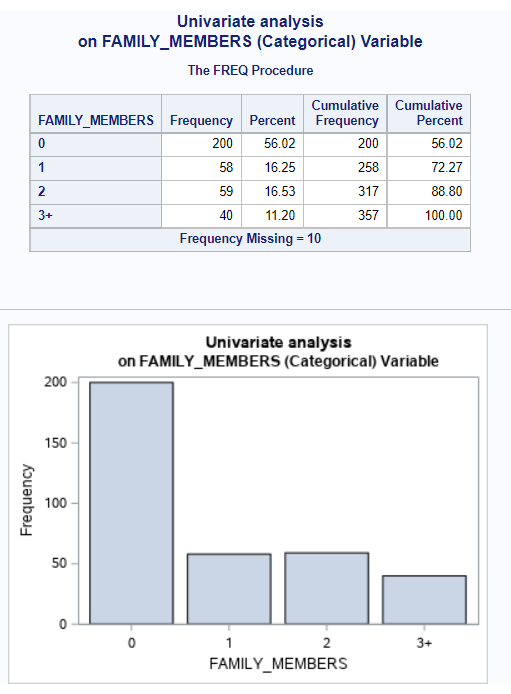 Univariate analysis
on FAMILY_MEMBERS (Categorical) Variable
The FREQ Procedure
FAMILY_MEMBERS Frequency Percent Cumulative Frequency Cumulative Percent
0 200 56.02 200 56.02
1 58 16.25 258 72.27
2 59 16.53 317 88.80
3+ 40 11.20 357 100.00
Frequency Missing = 10
Univariate analysis
on FAMILY_MEMBERS (Categorical) Variable
200
150
100
50
0
Frequency
0 1 2 3+
FAMILY_MEMBERS